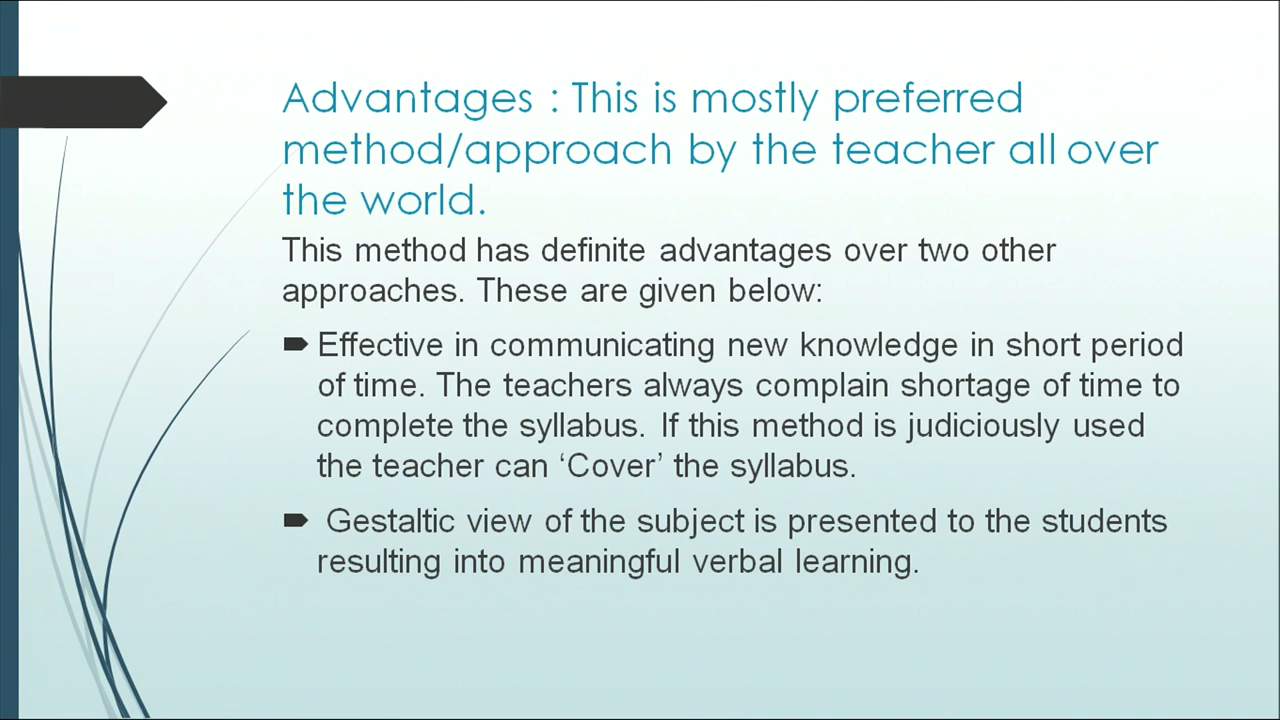 Advantages : This is mostly preferred
method/approach by the teacher all over
the world.
This method has definite advantages over two other
approaches. These are given below:
Effective in communicating new knowledge in short period
of time. The teachers always complain shortage of time to
complete the syllabus. If this method is judiciously used
the teacher can ‘Cover’ the syllabus.
Gestaltic view of the subject is presented to the students
resulting into meaningful verbal learning.